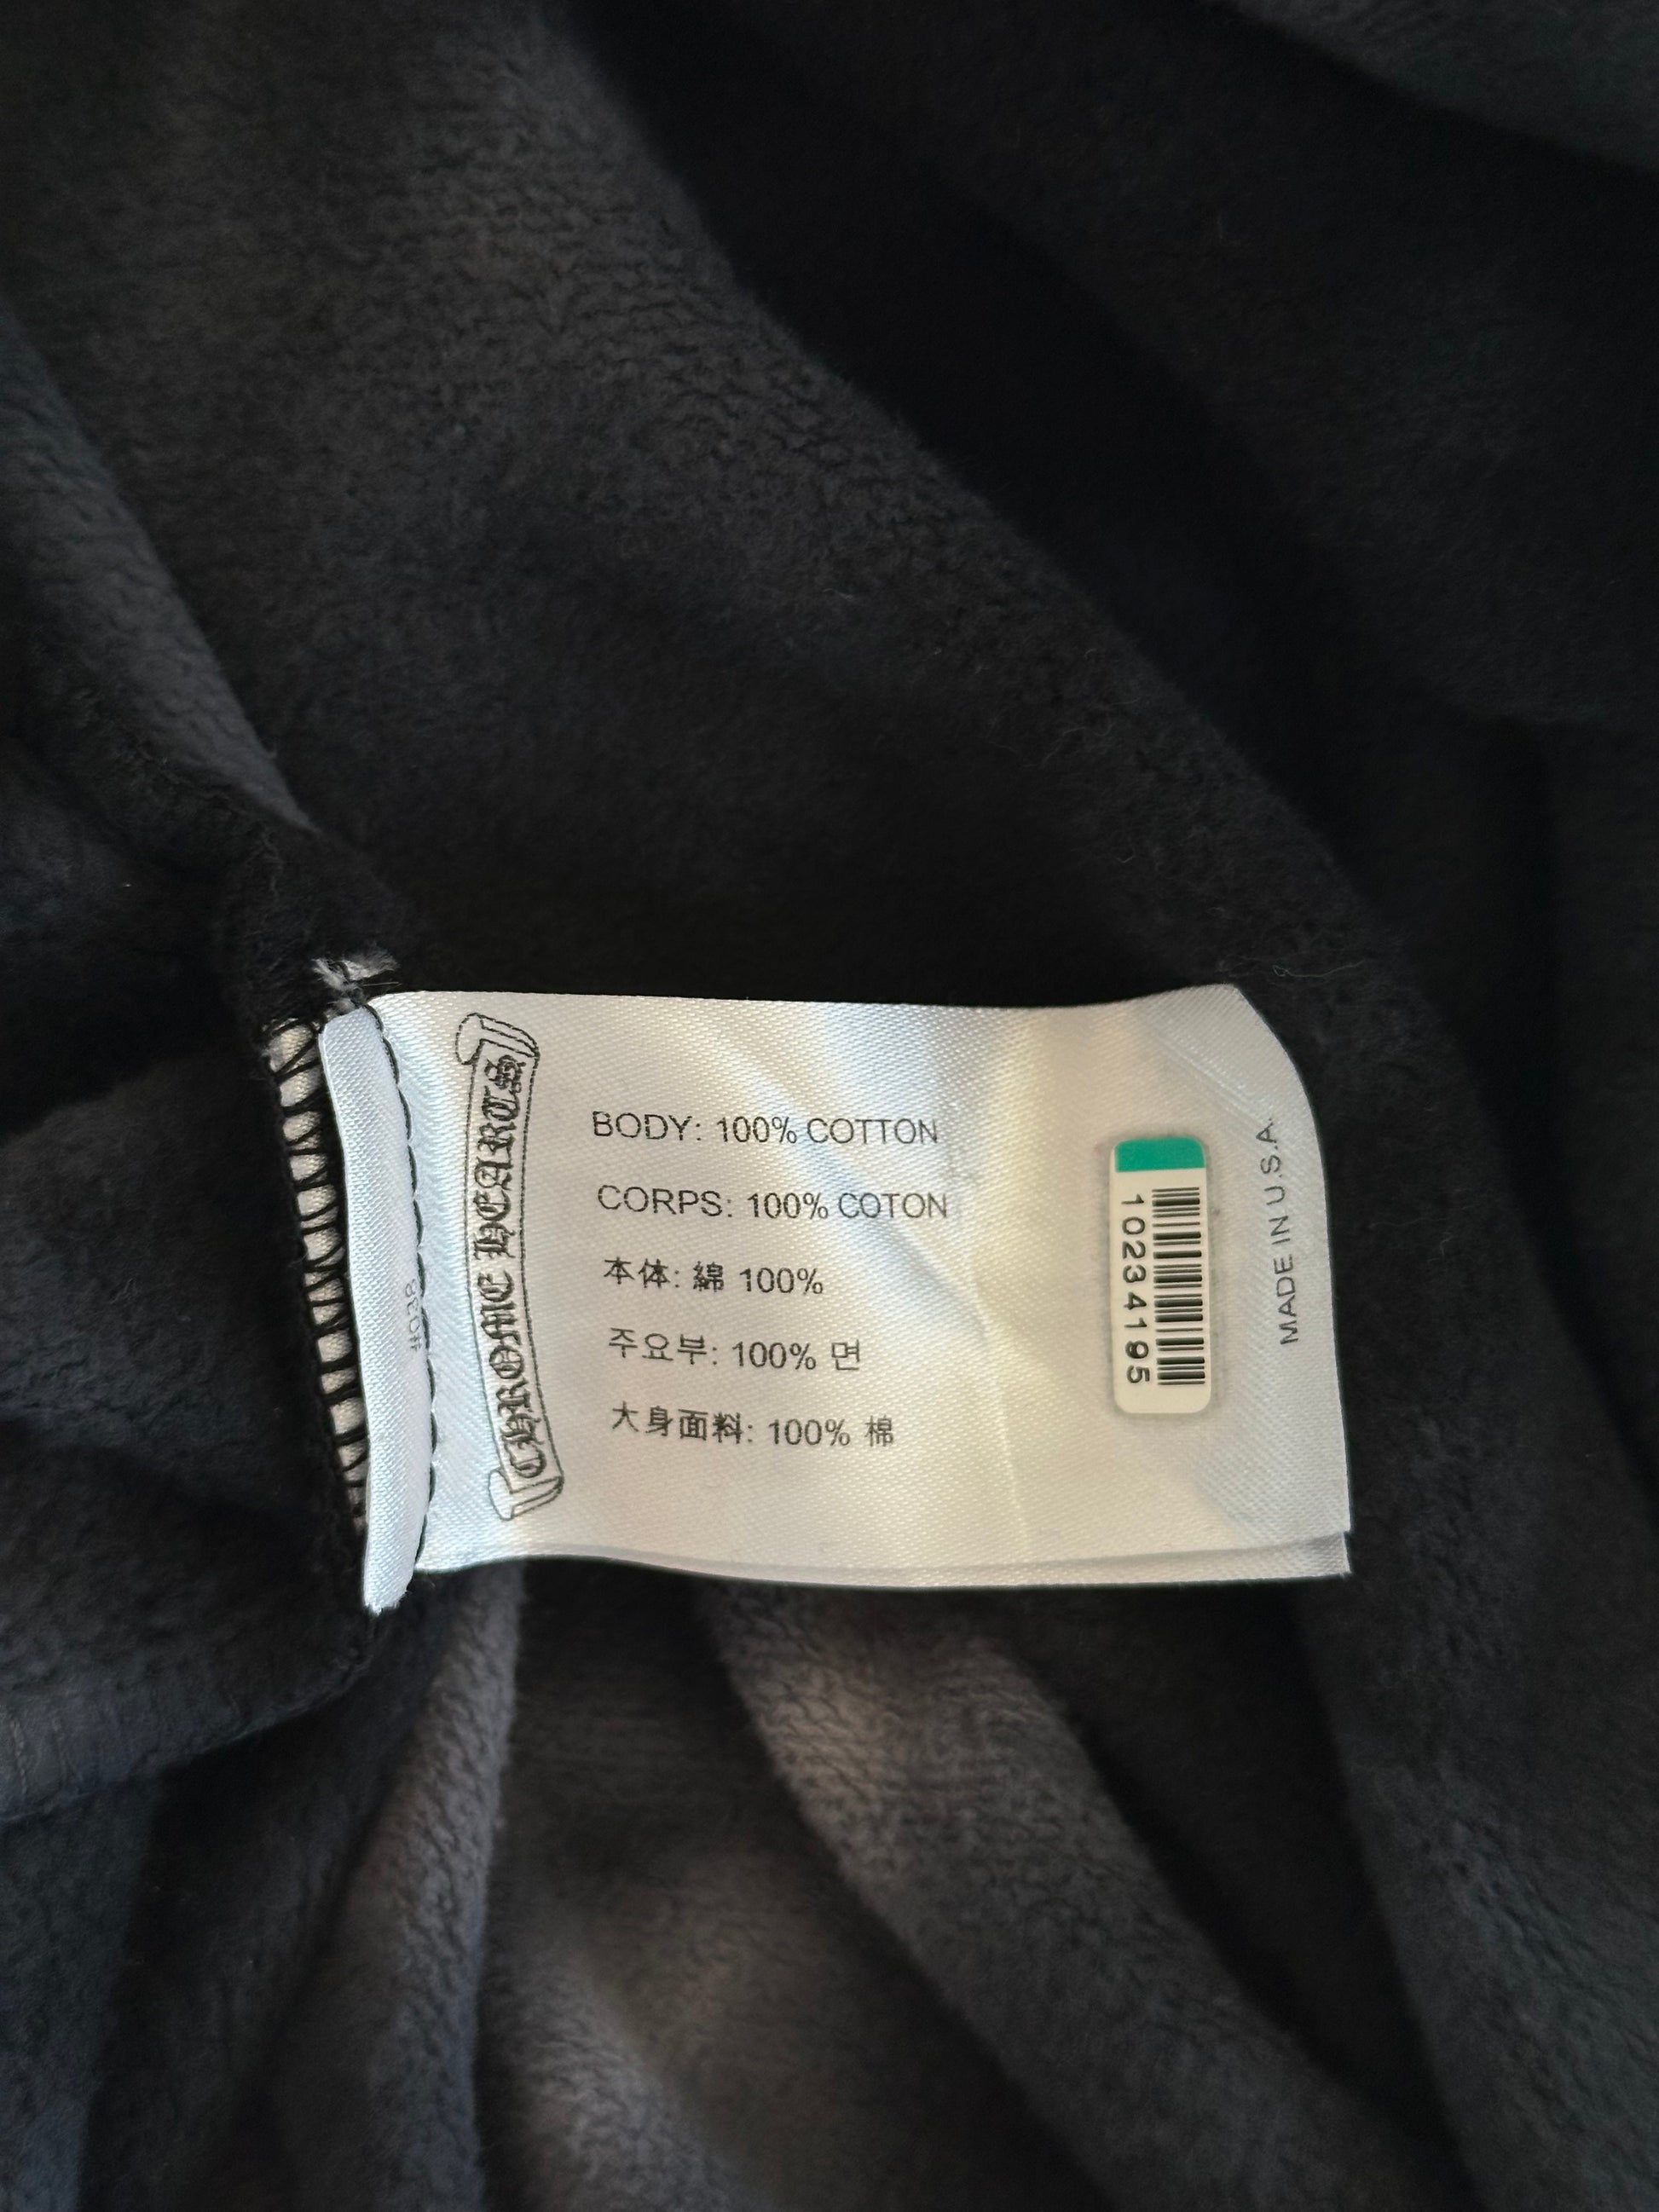 CHROME HEARTS
BODY: 100% COTTON
CORPS: 100% COTON
本体: 綿 100%
주요부: 100% 면
大身面料: 100% 棉
10234195
MADE IN U.S.A.